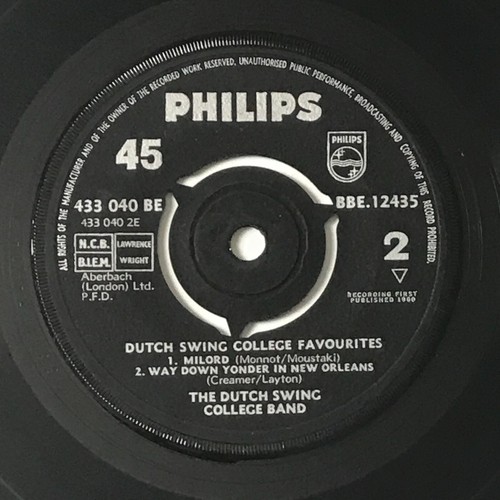 ALL RIGHTS OF THE MANUFACTURER AND OF THE OWNER OF THE RECORDED WORK RESERVED. UNAUTHORISED PUBLIC PERFORMANCE, BROADCASTING AND COPYING OF THIS RECORD PROHIBITED.
PHILIPS
45
PHILIPS
433 040 BE
BBE.12435
433 040 2E
N.C.B.
B.I.E.M.
LAWRENCE
WRIGHT
2
Aberbach
(London) Ltd.
P.F.D.
RECORDING FIRST
PUBLISHED 1960
DUTCH SWING COLLEGE FAVOURITES
1. MILORD (Monnot/Moustaki)
2. WAY DOWN YONDER IN NEW ORLEANS
(Creamer/Layton)
THE DUTCH SWING
COLLEGE BAND